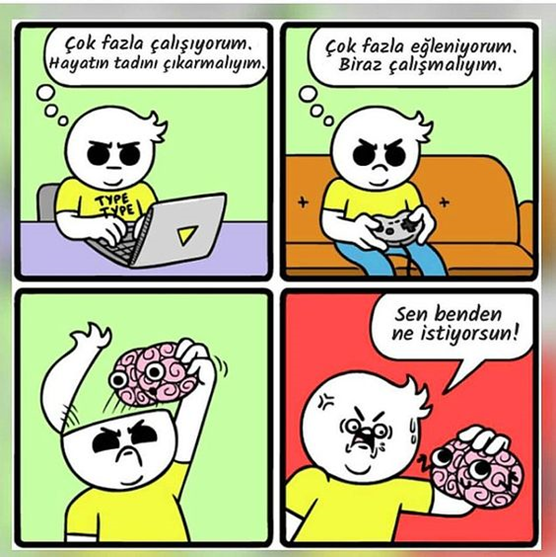 Çok fazla çalışıyorum.
Hayatın tadını çıkarmalıyım.
TYPE
TYPE
Çok fazla eğleniyorum.
Biraz çalışmalıyım.
Sen benden
ne istiyorsun!